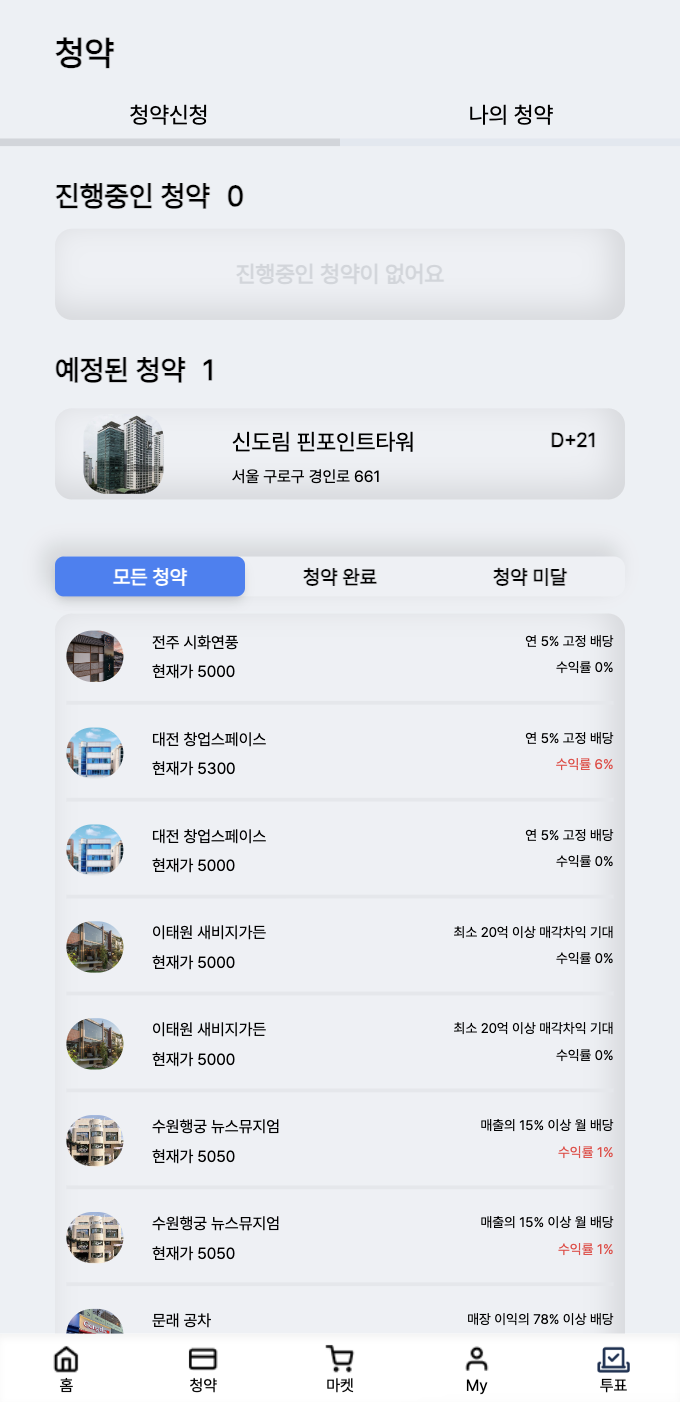 청약
청약신청 나의 청약
진행중인 청약 0
진행중인 청약이 없어요
예정된 청약 1
신도림 핀포인트타워 D+21
서울 구로구 경인로 661
모든 청약 청약 완료 청약 미달
전주 시화연풍 연 5% 고정 배당
현재가 5000 수익률 0%
대전 창업스페이스 연 5% 고정 배당
현재가 5300 수익률 6%
대전 창업스페이스 연 5% 고정 배당
현재가 5000 수익률 0%
이태원 새비지가든 최소 20억 이상 매각차익 기대
현재가 5000 수익률 0%
이태원 새비지가든 최소 20억 이상 매각차익 기대
현재가 5000 수익률 0%
수원행궁 뉴스뮤지엄 매출의 15% 이상 월 배당
현재가 5050 수익률 1%
수원행궁 뉴스뮤지엄 매출의 15% 이상 월 배당
현재가 5050 수익률 1%
문래 공차 매장 이익의 78% 이상 배당
홈 청약 마켓 My 투표